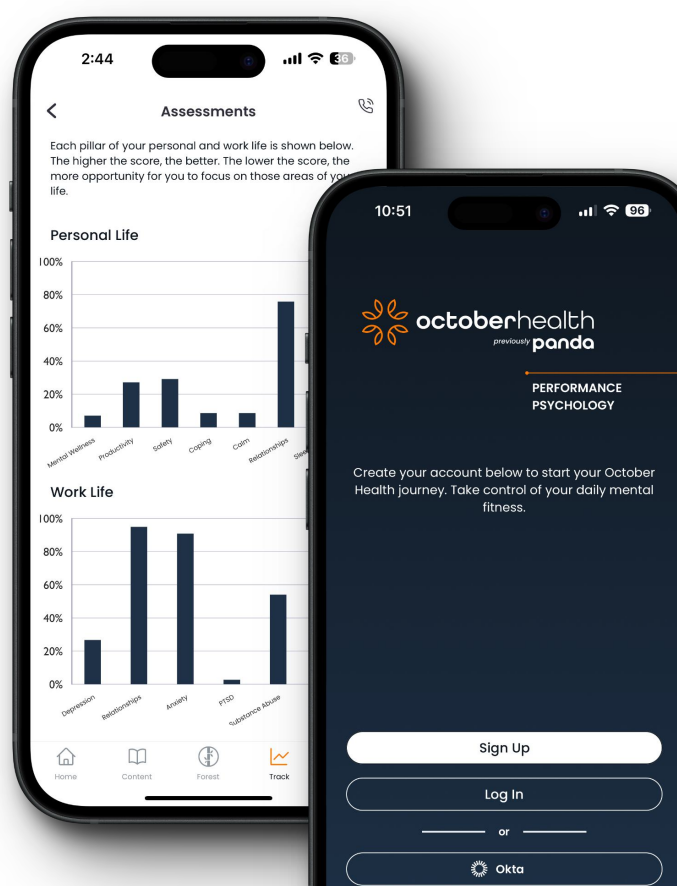 2:44
36
Assessments
Each pillar of your personal and work life is shown below.
The higher the score, the better. The lower the score, the
more opportunity for you to focus on those areas of your
life.
Personal Life
100%
80%
60%
40%
20%
0%
Mental Wellness
Productivity
Safety
Coping
Calm
Relationships
Work Life
100%
80%
60%
40%
20%
0%
Depression
Relationships
Anxiety
PTSD
Substance Abuse
Home
Content
Forest
Track
10:51
96
octoberhealth
previously panda
PERFORMANCE
PSYCHOLOGY
Create your account below to start your October
Health journey. Take control of your daily mental
fitness.
Sign Up
Log In
or
Okta